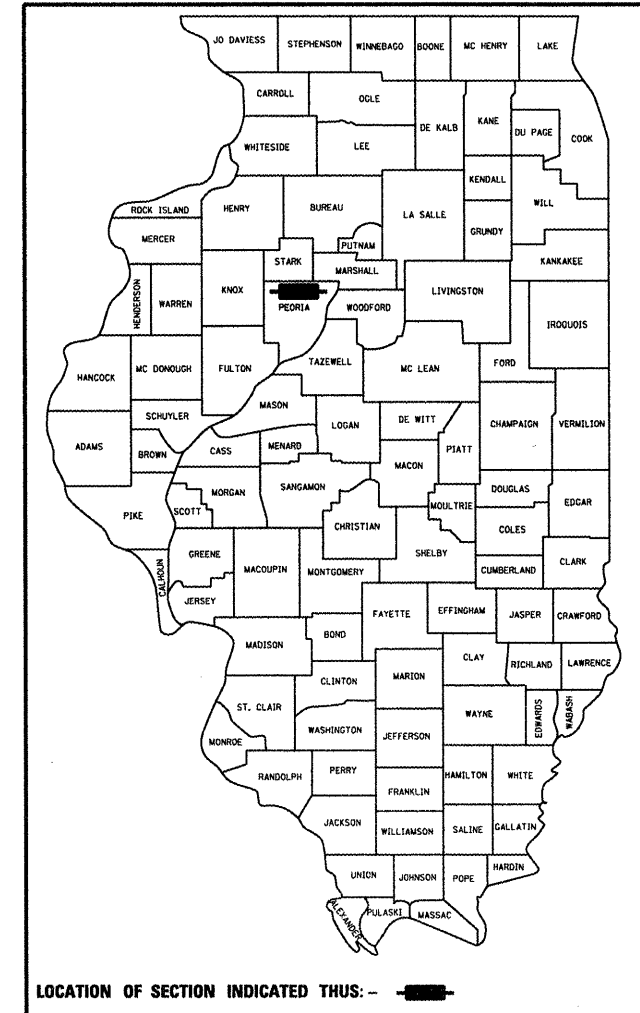 JO DAVIESS STEPHENSON WINNEBAGO BOONE MC HENRY LAKE
CARROLL OGLE DE KALB KANE DU PAGE COOK
WHITESIDE LEE
KENDALL
ROCK ISLAND HENRY BUREAU LA SALLE WILL
MERCER PUTNAM GRUNDY
STARK MARSHALL KANKAKEE
HENDERSON WARREN KNOX PEORIA WOODFORD LIVINGSTON
IROQUOIS
HANCOCK MC DONOUGH FULTON TAZEWELL MC LEAN FORD
SCHUYLER MASON
ADAMS BROWN CASS MENARD LOGAN DE WITT PIATT CHAMPAIGN VERMILION
MACON
PIKE SCOTT MORGAN SANGAMON MOULTRIE DOUGLAS EDGAR
CHRISTIAN COLES
GREENE MACOUPIN MONTGOMERY SHELBY
CALHOUN CUMBERLAND CLARK
JERSEY FAYETTE EFFINGHAM JASPER CRAWFORD
MADISON BOND
CLAY RICHLAND LAWRENCE
CLINTON MARION
ST. CLAIR WAYNE EDWARDS WABASH
MONROE WASHINGTON JEFFERSON
RANDOLPH PERRY HAMILTON WHITE
FRANKLIN
JACKSON WILLIAMSON SALINE GALLATIN
UNION JOHNSON POPE HARDIN
ALEXANDER PULASKI MASSAC
LOCATION OF SECTION INDICATED THUS: –